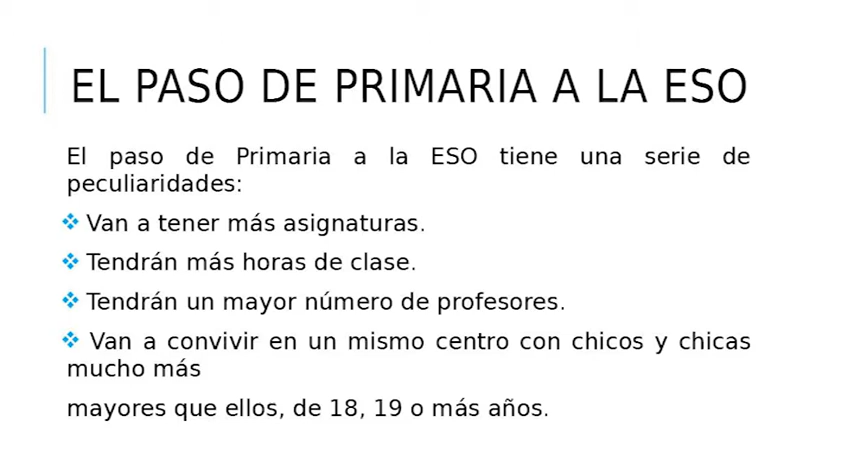 EL PASO DE PRIMARIA A LA ESO
El paso de Primaria a la ESO tiene una serie de
peculiaridades:
❖ Van a tener más asignaturas.
❖ Tendrán más horas de clase.
❖ Tendrán un mayor número de profesores.
❖ Van a convivir en un mismo centro con chicos y chicas
mucho más
mayores que ellos, de 18, 19 o más años.